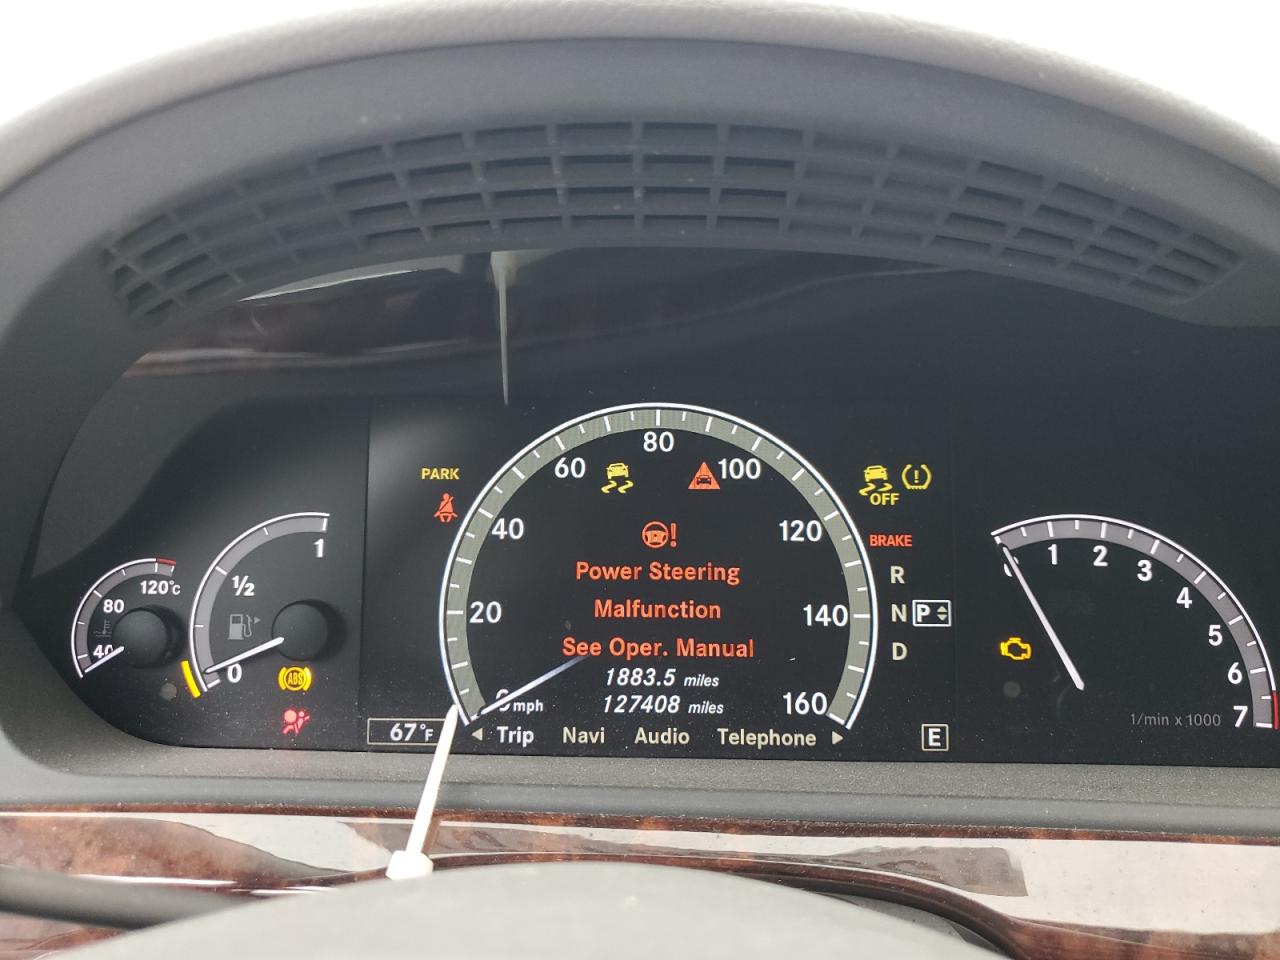 80
60
100
PARK
OFF
40
120
BRAKE
Power Steering
Malfunction
See Oper. Manual
1883.5 miles
127408 miles
20
140
mph
160
R
N P
D
1
½
0
120°C
80
40
ABS
67°F
Trip Navi Audio Telephone
E
1
2
3
4
5
6
7
1/min x 1000